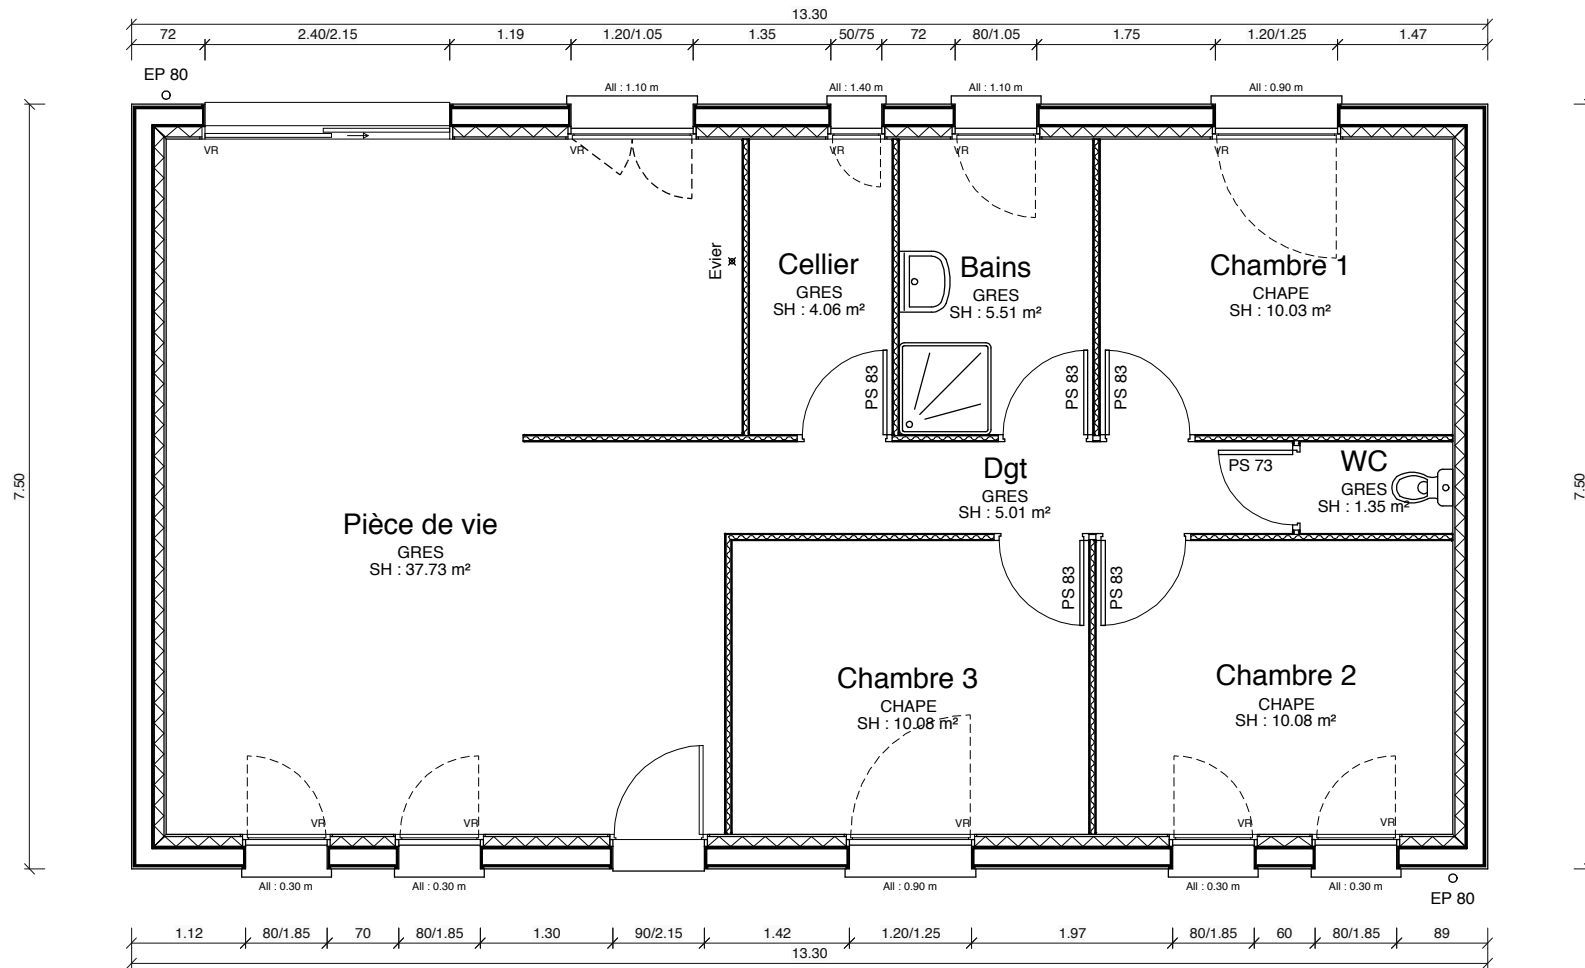 13.30
72 2.40/2.15 1.19 1.20/1.05 1.35 50/75 72 80/1.05 1.75 1.20/1.25 1.47
EP 80
All : 1.10 m All : 1.40 m All : 1.10 m All : 0.90 m
VR VR VR VR VR
Evier
Cellier
GRES
SH : 4.06 m²
Bains
GRES
SH : 5.51 m²
Chambre 1
CHAPE
SH : 10.03 m²
PS 83 PS 83 PS 83
7.50
7.50
Pièce de vie
GRES
SH : 37.73 m²
Dgt
GRES
SH : 5.01 m²
PS 73
WC
GRES
SH : 1.35 m²
PS 83 PS 83
Chambre 3
CHAPE
SH : 10.08 m²
Chambre 2
CHAPE
SH : 10.08 m²
VR VR VR VR VR
All : 0.30 m All : 0.30 m All : 0.90 m All : 0.30 m All : 0.30 m
EP 80
1.12 80/1.85 70 80/1.85 1.30 90/2.15 1.42 1.20/1.25 1.97 80/1.85 60 80/1.85 89
13.30